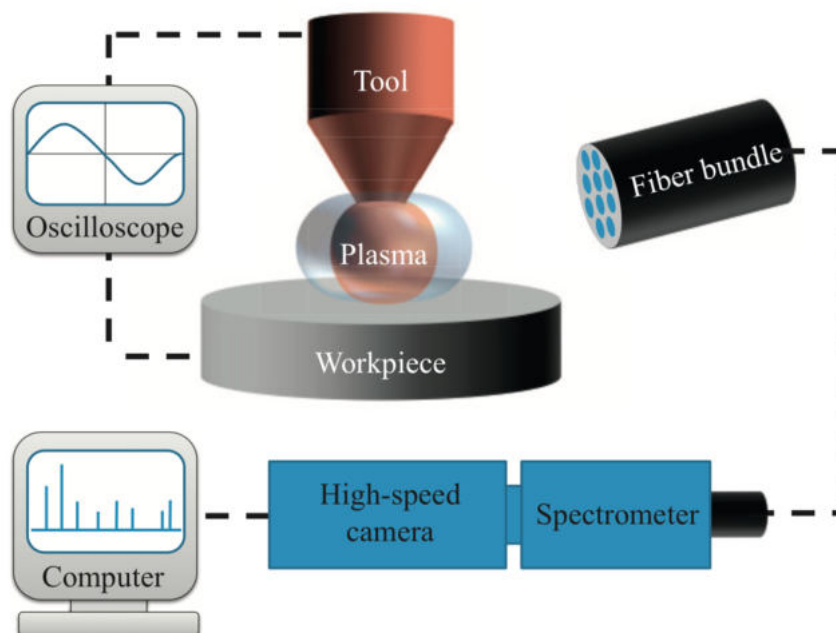 Tool
Fiber bundle
Oscilloscope
Plasma
Workpiece
High-speed
camera
Spectrometer
Computer